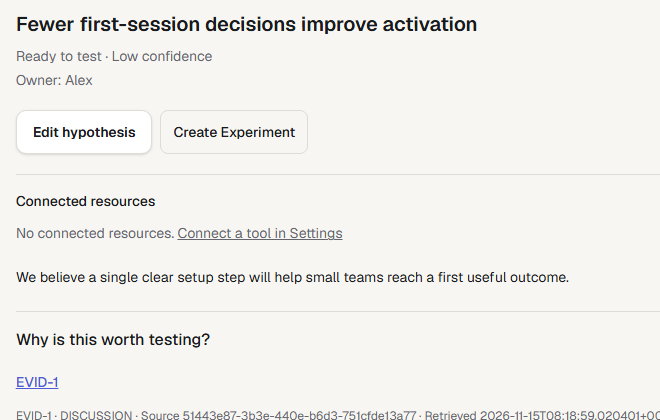 Fewer first-session decisions improve activation
Ready to test · Low confidence
Owner: Alex
Edit hypothesis
Create Experiment
Connected resources
No connected resources. Connect a tool in Settings
We believe a single clear setup step will help small teams reach a first useful outcome.
Why is this worth testing?
EVID-1
EVID-1 · DISCUSSION · Source 51443e87-3b3e-440e-b6d3-751cfde13a77 · Retrieved 2026-11-15T08:18:59.020401+00